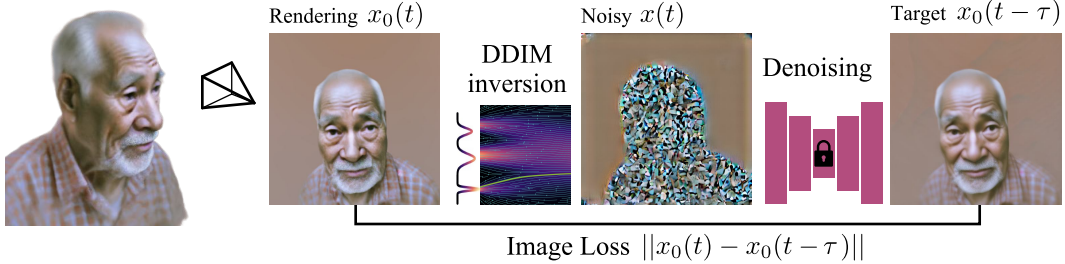 Rendering x₀(t)
DDIM
inversion
Noisy x(t)
Denoising
Target x₀(t − τ)
Image Loss ||x₀(t) − x₀(t − τ)||